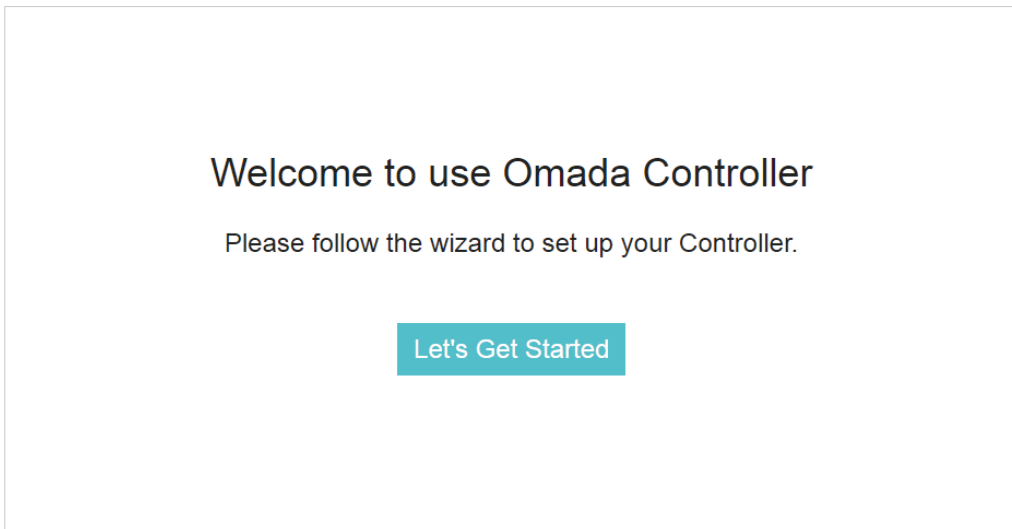 Welcome to use Omada Controller
Please follow the wizard to set up your Controller.
Let's Get Started